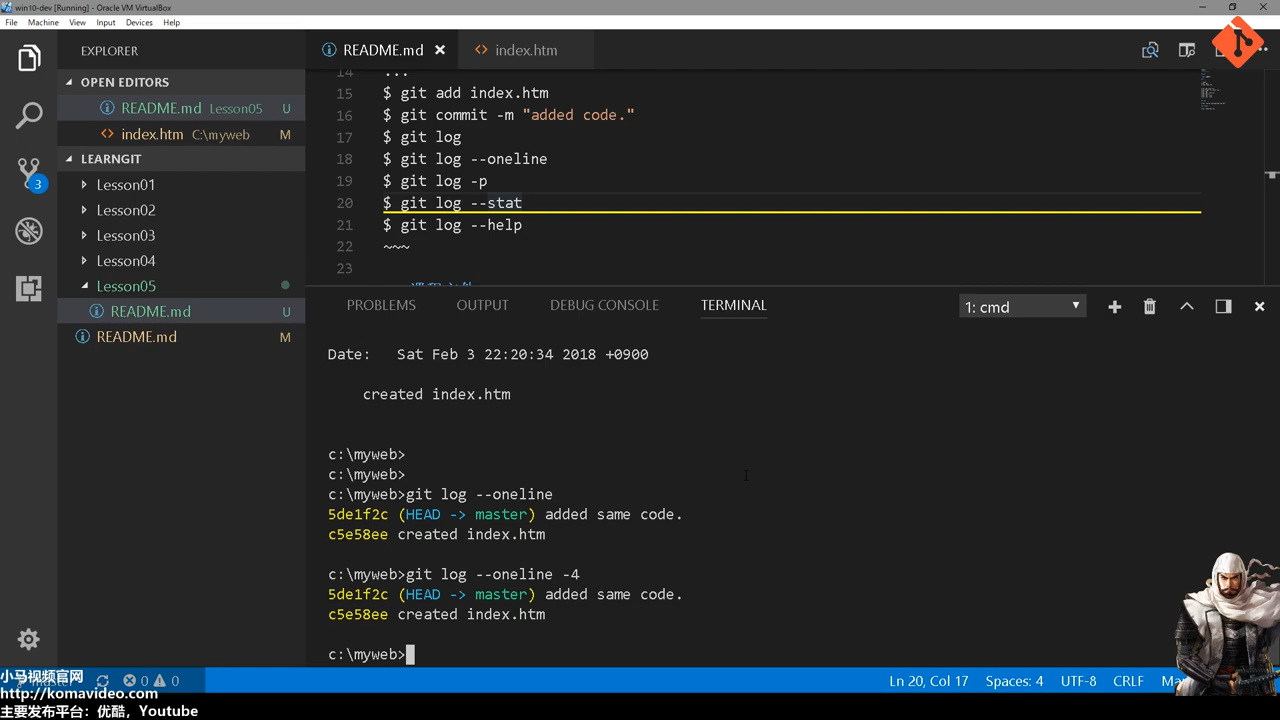 win10-dev [Running] - Oracle VM VirtualBox
File Machine View Input Devices Help
EXPLORER
OPEN EDITORS
README.md Lesson05 U
index.htm C:\myweb M
LEARNGIT
Lesson01
Lesson02
Lesson03
Lesson04
Lesson05
README.md U
README.md M
3
README.md
index.htm
14 ...
15 $ git add index.htm
16 $ git commit -m "added code."
17 $ git log
18 $ git log --oneline
19 $ git log -p
20 $ git log --stat
21 $ git log --help
22 ~~~
23
PROBLEMS OUTPUT DEBUG CONSOLE TERMINAL 1: cmd
Date: Sat Feb 3 22:20:34 2018 +0900
created index.htm
c:\myweb>
c:\myweb>
c:\myweb>git log --oneline
5de1f2c (HEAD -> master) added same code.
c5e58ee created index.htm
c:\myweb>git log --oneline -4
5de1f2c (HEAD -> master) added same code.
c5e58ee created index.htm
c:\myweb>
0 0 Ln 20, Col 17 Spaces: 4 UTF-8 CRLF
小马视频官网
http://komavideo.com
主要发布平台：优酷，Youtube